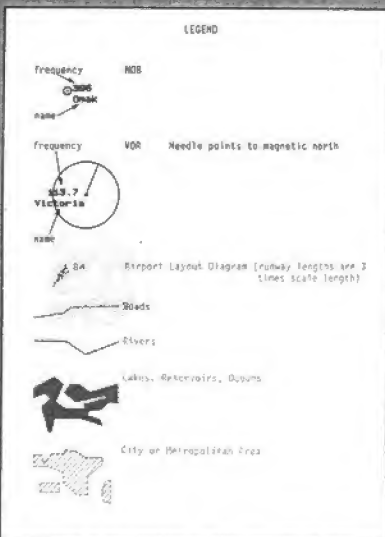 LEGEND
frequency NDB
396
Omak
name
frequency VOR Needle points to magnetic north
113.7
Victoria
name
Airport Layout Diagram (runway lengths are 3
times scale length)
Roads
Rivers
Lakes, Reservoirs, Oceans
City or Metropolitan Area